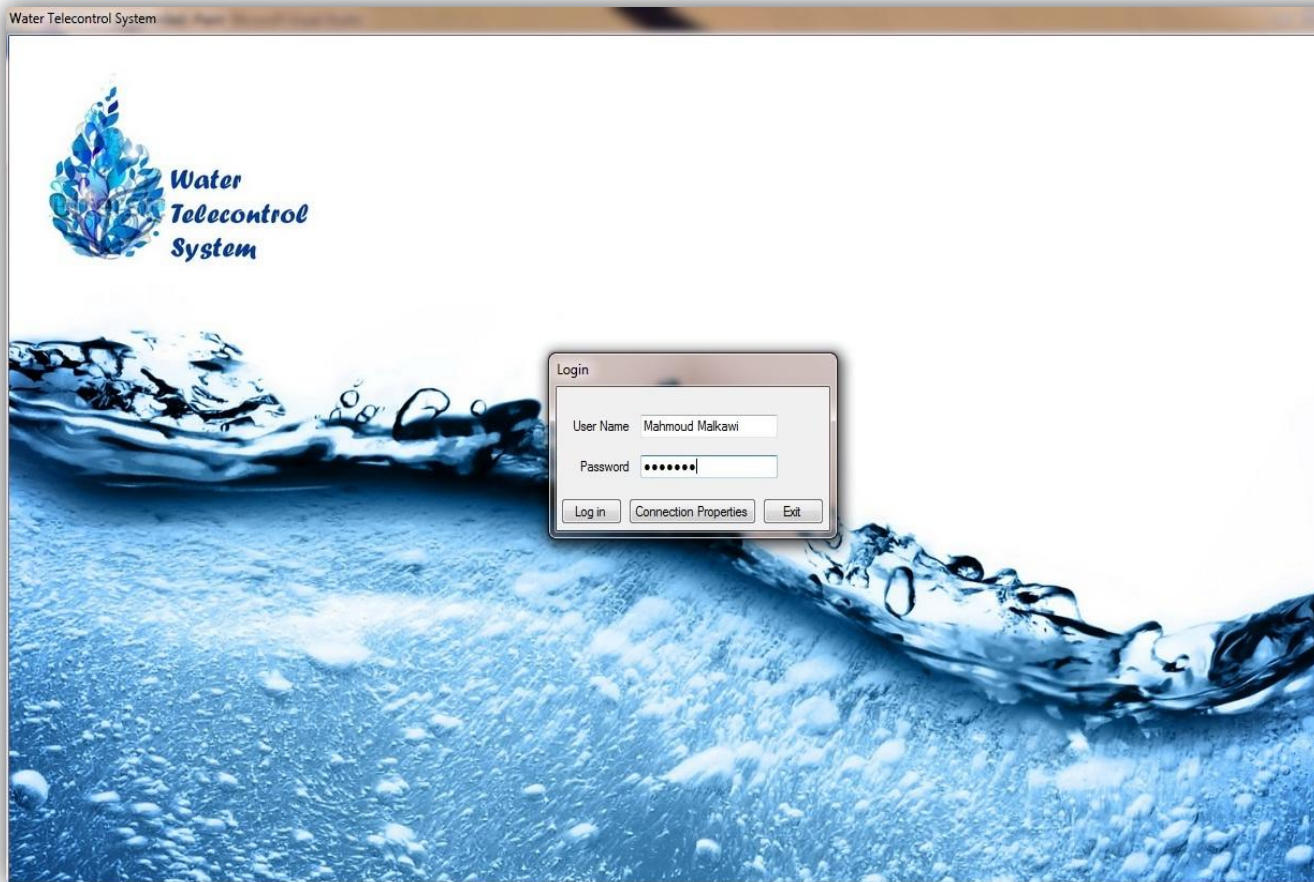 Water Telecontrol System
Water
Telecontrol
System
Login
User Name Mahmoud Malkawi
Password •••••••
Log in Connection Properties Exit